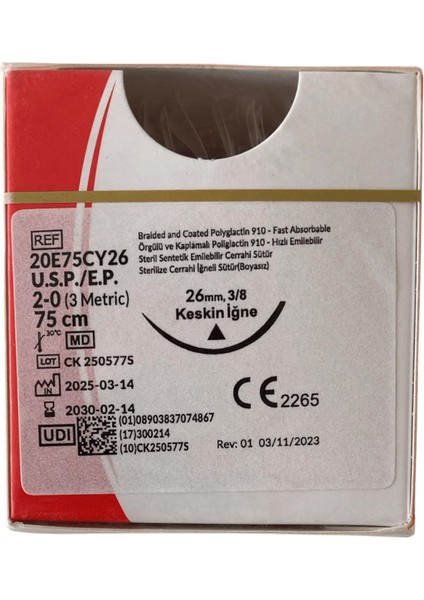 REF
20E75CY26
U.S.P./E.P.
2-0 (3 Metric)
75 cm
30°C
MD
LOT CK 250577S
IN 2025-03-14
2030-02-14
UDI
(01)08903837074867
(17)300214
(10)CK250577S
Braided and Coated Polyglactin 910 - Fast Absorbable
Örgülü ve Kaplamalı Poliglactin 910 - Hızlı Emilebilir
Steril Sentetik Emilebilir Cerrahi Sütür
Sterilize Cerrahi İğneli Sütür(Boyasız)
26mm, 3/8
Keskin İğne
CE 2265
Rev: 01 03/11/2023